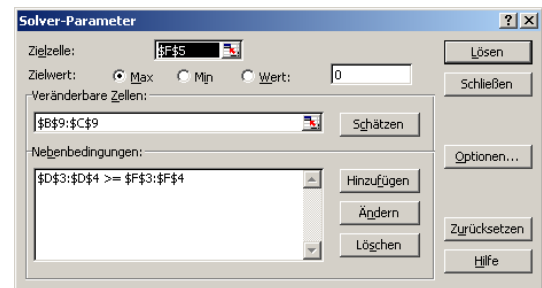 Solver-Parameter
Zielzelle: $F$5 Lösen
Zielwert: Max Min Wert: 0 Schließen
Veränderbare Zellen:
$B$9:$C$9 Schätzen
Nebenbedingungen: Optionen...
$D$3:$D$4 >= $F$3:$F$4 Hinzufügen
Ändern
Zurücksetzen
Löschen
Hilfe